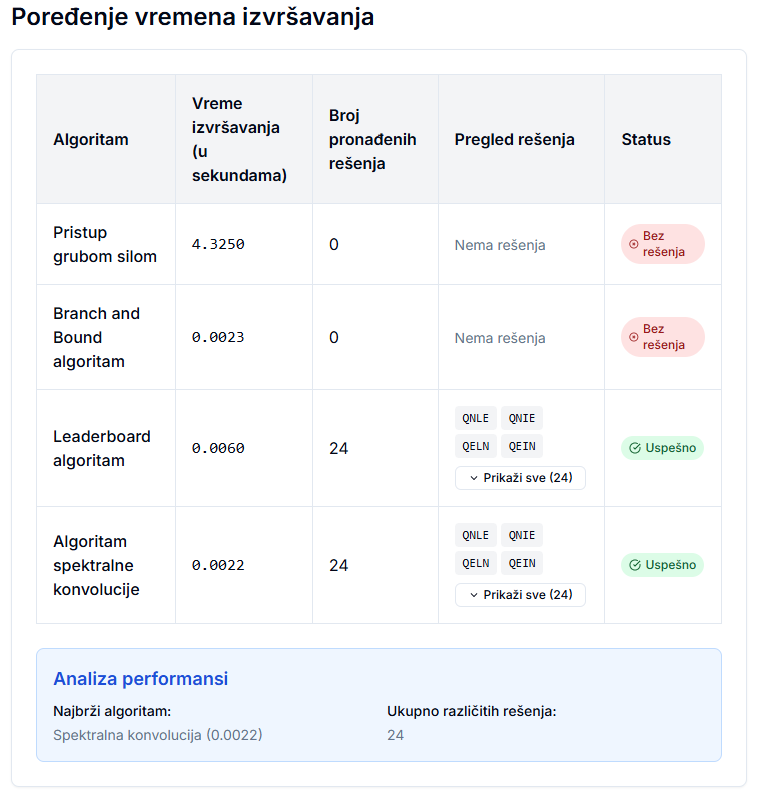 Poređenje vremena izvršavanja
Algoritam
Vreme
izvršavanja
(u
sekundama)
Broj
pronađenih
rešenja
Pregled rešenja
Status
Pristup
grubom silom
4.3250
0
Nema rešenja
Bez
rešenja
Branch and
Bound
algoritam
0.0023
0
Nema rešenja
Bez
rešenja
Leaderboard
algoritam
0.0060
24
QNLE QNIE
QELN QEIN
Prikaži sve (24)
Uspešno
Algoritam
spektralne
konvolucije
0.0022
24
QNLE QNIE
QELN QEIN
Prikaži sve (24)
Uspešno
Analiza performansi
Najbrži algoritam:
Spektralna konvolucija (0.0022)
Ukupno različitih rešenja:
24